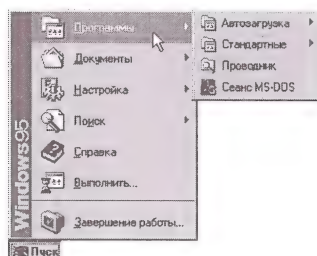 Программы
Документы
Настройка
Поиск
Справка
Выполнить...
Завершение работы...
Windows95
Пуск
Автозагрузка
Стандартные
Проводник
Сеанс MS-DOS